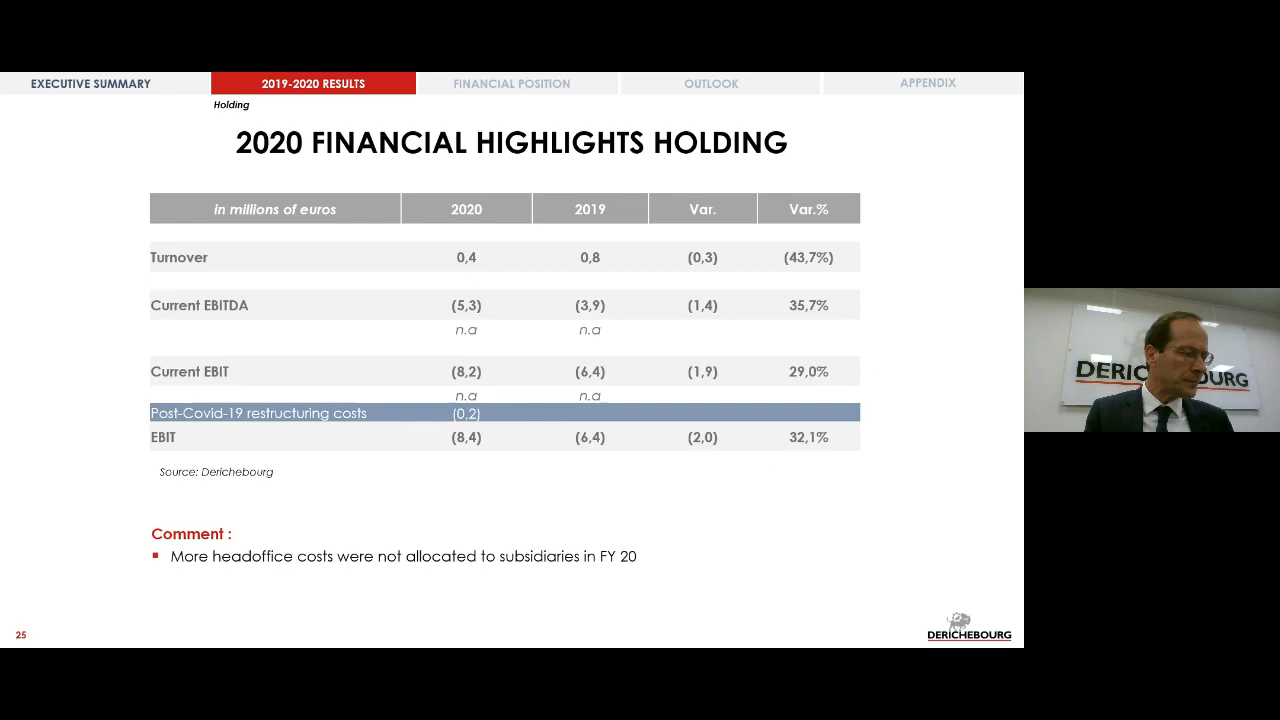 EXECUTIVE SUMMARY 2019-2020 RESULTS FINANCIAL POSITION OUTLOOK APPENDIX
Holding
2020 FINANCIAL HIGHLIGHTS HOLDING
in millions of euros 2020 2019 Var. Var.%
Turnover 0,4 0,8 (0,3) (43,7%)
Current EBITDA (5,3) (3,9) (1,4) 35,7%
n.a n.a
Current EBIT (8,2) (6,4) (1,9) 29,0%
n.a n.a
Post-Covid-19 restructuring costs (0,2)
EBIT (8,4) (6,4) (2,0) 32,1%
Source: Derichebourg
Comment :
More headoffice costs were not allocated to subsidiaries in FY 20
25
DERICHEBOURG
DERIC OURG